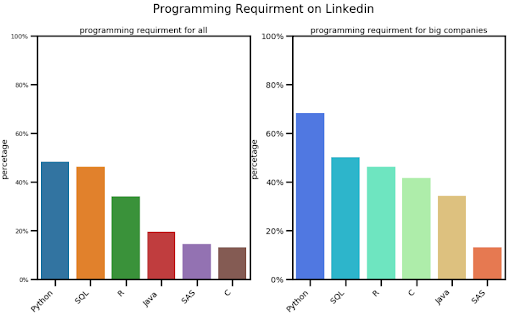 Programming Requirment on Linkedin
programming requirment for all
100%
80%
60%
40%
20%
0%
percetage
Python
SQL
R
Java
SAS
C
programming requirment for big companies
100%
80%
60%
40%
20%
0%
percetage
Python
SQL
R
C
Java
SAS